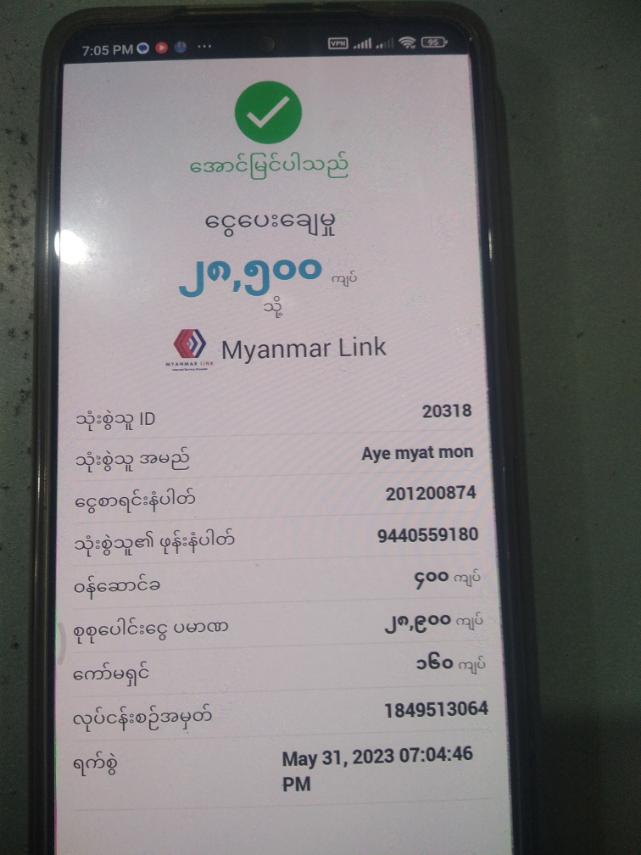 7:05 PM ... VPN 95
အောင်မြင်ပါသည်
ငွေပေးချေမှု
၂၈,၅၀၀ ကျပ်
သို့
MYANMAR LINK
Myanmar Link
သုံးစွဲသူ ID 20318
သုံးစွဲသူ အမည် Aye myat mon
ငွေစာရင်းနံပါတ် 201200874
သုံးစွဲသူ၏ ဖုန်းနံပါတ် 9440559180
ဝန်ဆောင်ခ ၄၀၀ ကျပ်
စုစုပေါင်းငွေ ပမာဏ ၂၈,၉၀၀ ကျပ်
ကော်မရှင် ၁၆၀ ကျပ်
လုပ်ငန်းစဉ်အမှတ် 1849513064
ရက်စွဲ May 31, 2023 07:04:46
PM